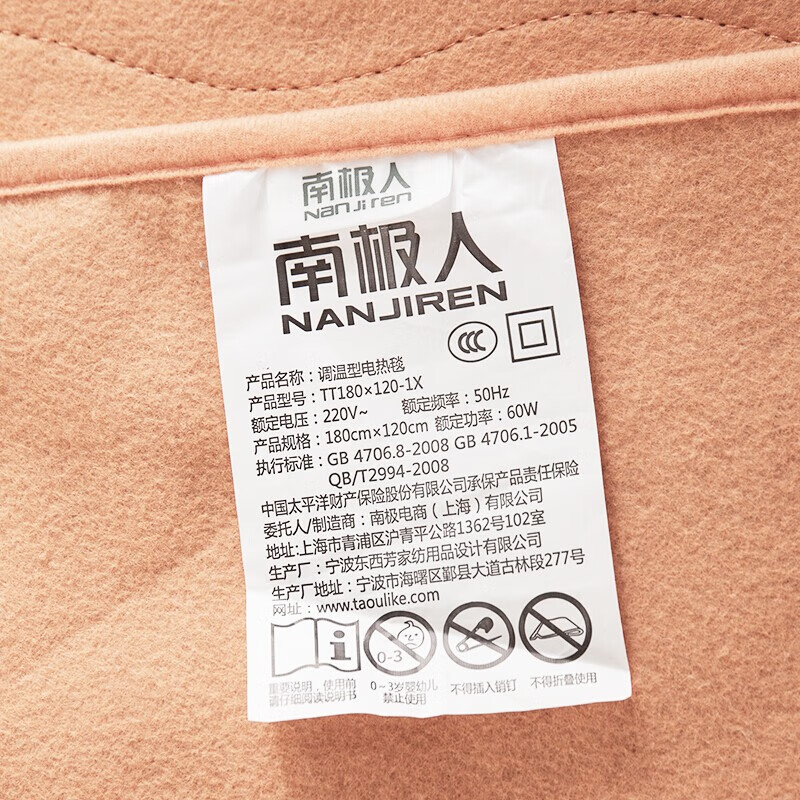 南极人
NanJiren
南极人
NANJIREN
产品名称：调温型电热毯
产品型号：TT180×120-1X
额定电压：220V~ 额定频率：50Hz
产品规格：180cm×120cm 额定功率：60W
执行标准：GB 4706.8-2008 GB 4706.1-2005
QB/T2994-2008
中国太平洋财产保险股份有限公司承保产品责任保险
委托人/制造商：南极电商（上海）有限公司
地址:上海市青浦区沪青平公路1362号102室
生产厂：宁波东西芳家纺用品设计有限公司
生产厂地址：宁波市海曙区鄞县大道古林段277号
网址：www.taoulike.com
0-3
重要说明，使用前
请仔细阅读说明书
0～3岁婴幼儿
禁止使用
不得插入销钉
不得折叠使用